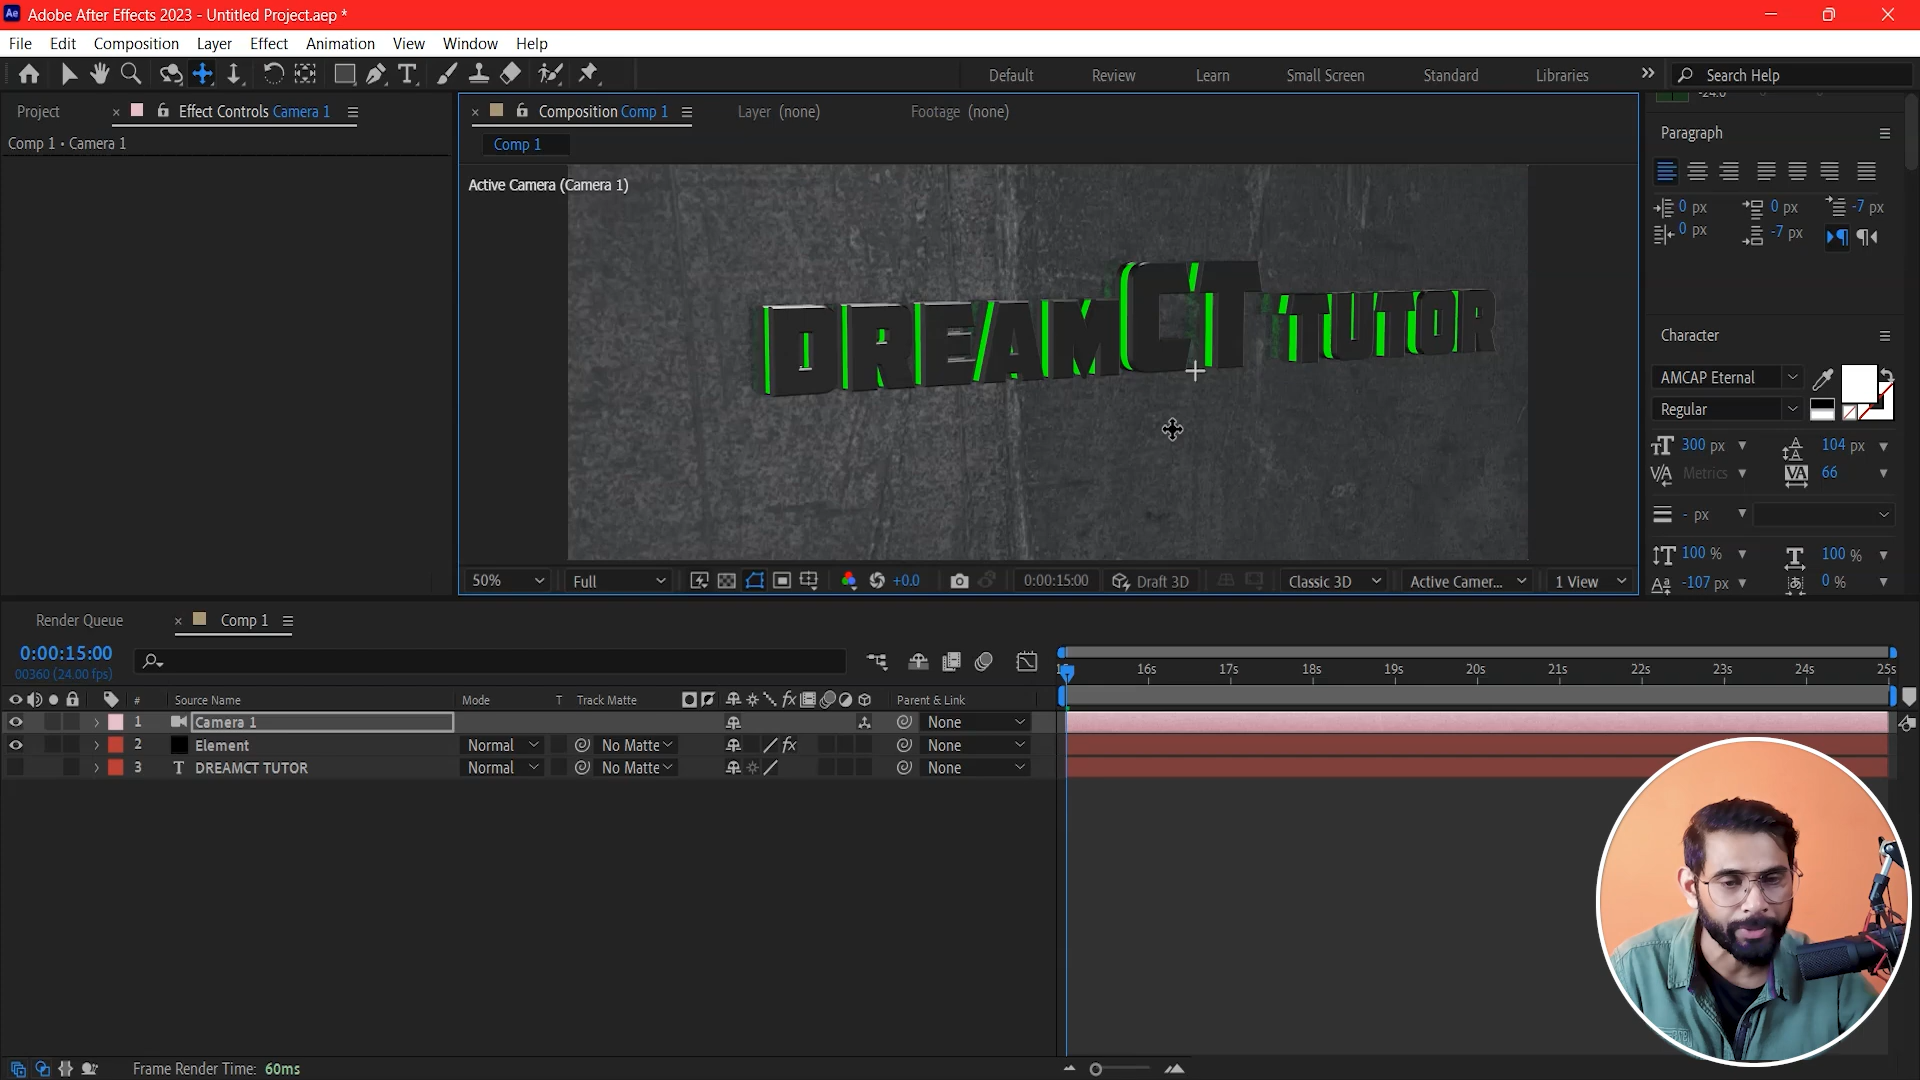 Ae Adobe After Effects 2023 - Untitled Project.aep *
File Edit Composition Layer Effect Animation View Window Help
Default Review Learn Small Screen Standard Libraries Search Help
Project Effect Controls Camera 1
Comp 1 • Camera 1
Composition Comp 1 Layer (none) Footage (none)
Comp 1
Active Camera (Camera 1)
DREAMCT TUTOR
50% Full +0.0 0:00:15:00 Draft 3D Classic 3D Active Camer... 1 View
Paragraph
0 px 0 px -7 px
0 px -7 px
Character
AMCAP Eternal
Regular
300 px 104 px
Metrics 66
- px
100 % 100 %
-107 px 0 %
Render Queue Comp 1
0:00:15:00
00360 (24.00 fps)
16s 17s 18s 19s 20s 21s 22s 23s 24s 25s
# Source Name Mode T Track Matte fx Parent & Link
1 Camera 1 None
2 Element Normal No Matte fx None
3 T DREAMCT TUTOR Normal No Matte None
Frame Render Time: 60ms